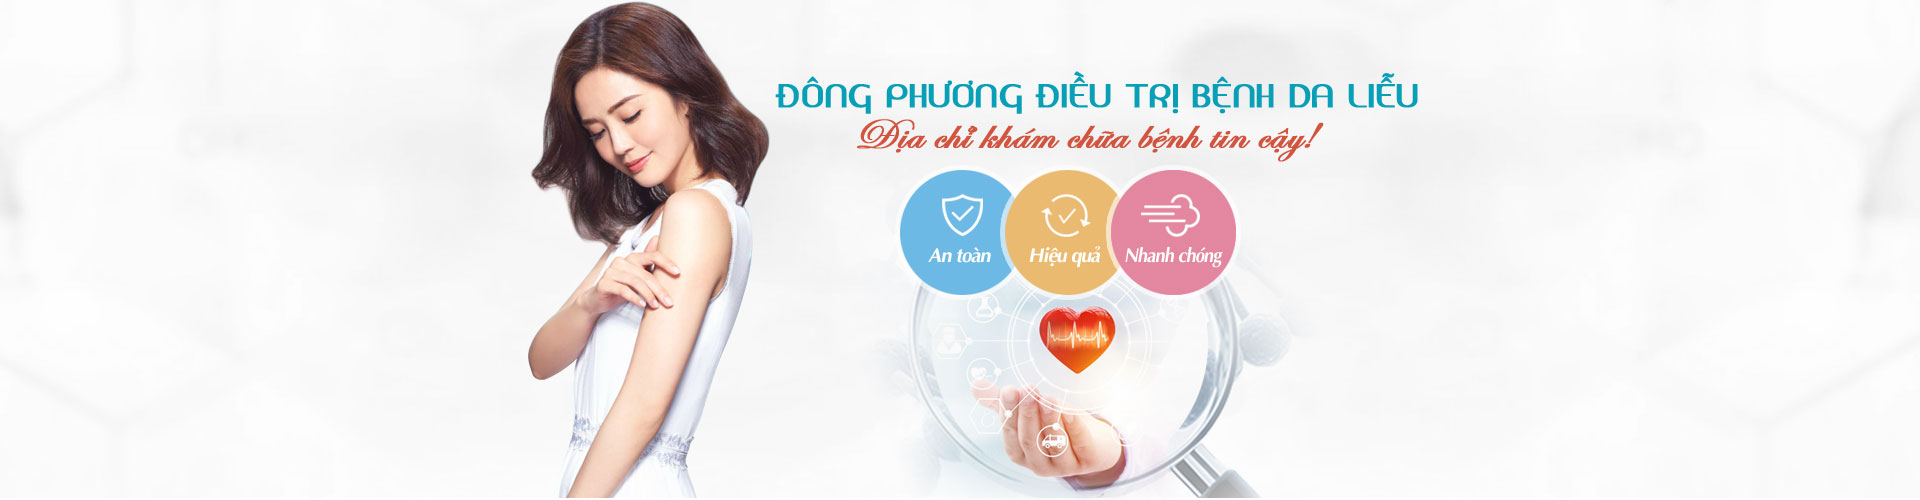 ĐÔNG PHƯƠNG ĐIỀU TRỊ BỆNH DA LIỄU
Địa chỉ khám chữa bệnh tin cậy!
An toàn
Hiệu quả
Nhanh chóng